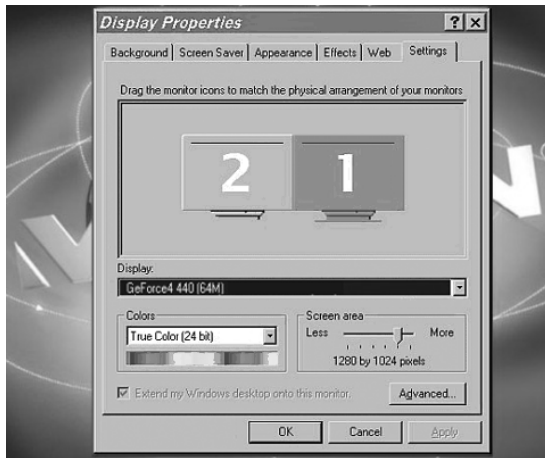 Display Properties
Background Screen Saver Appearance Effects Web Settings
Drag the monitor icons to match the physical arrangement of your monitors
2 1
Display:
GeForce4 440 (64M)
Colors Screen area
True Color (24 bit) Less More
1280 by 1024 pixels
Extend my Windows desktop onto this monitor.
Advanced...
OK Cancel Apply